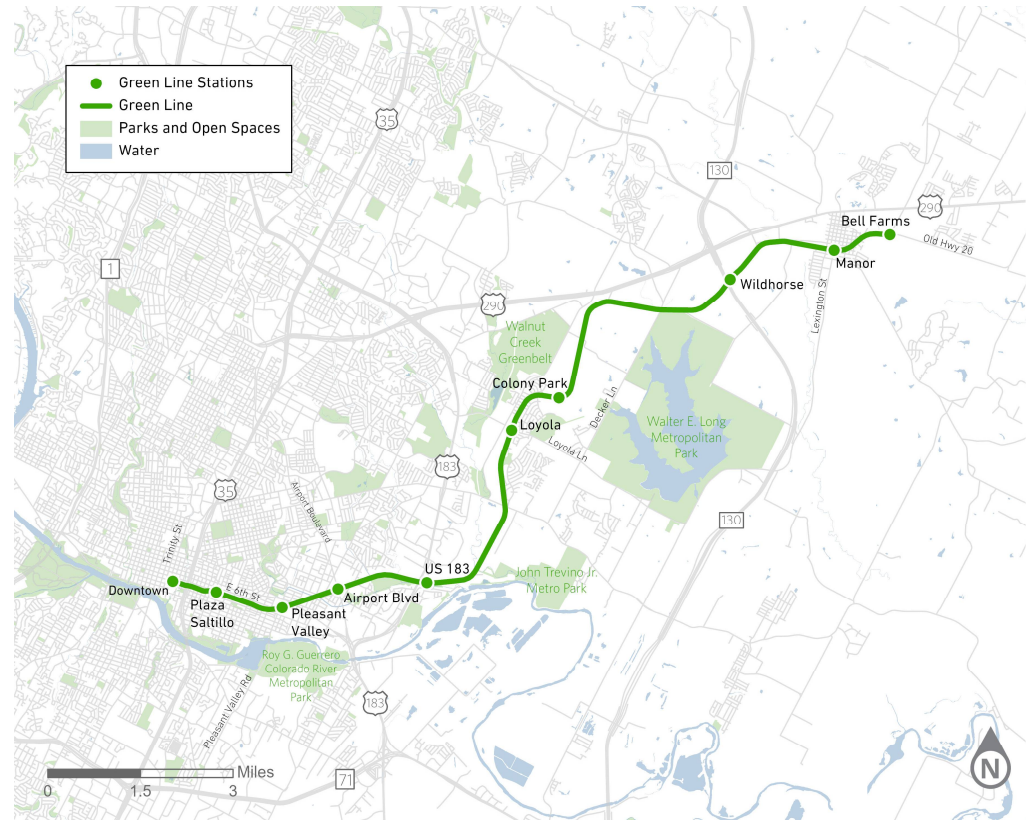 Green Line Stations
Green Line
Parks and Open Spaces
Water
35
130
290
Bell Farms
Old Hwy 20
Manor
1
Wildhorse
Lexington St
290
Walnut
Creek
Greenbelt
Colony Park
Decker Ln
Loyola
Loyola Ln
Walter E. Long
Metropolitan
Park
183
35
Airport Boulevard
130
Trinity St
US 183
John Trevino Jr.
Metro Park
Downtown
E 6th St
Airport Blvd
Plaza
Saltillo
Pleasant
Valley
Roy G. Guerrero
Colorado River
Metropolitan
Park
Pleasant Valley Rd
183
71
Miles
0
1.5
3
N